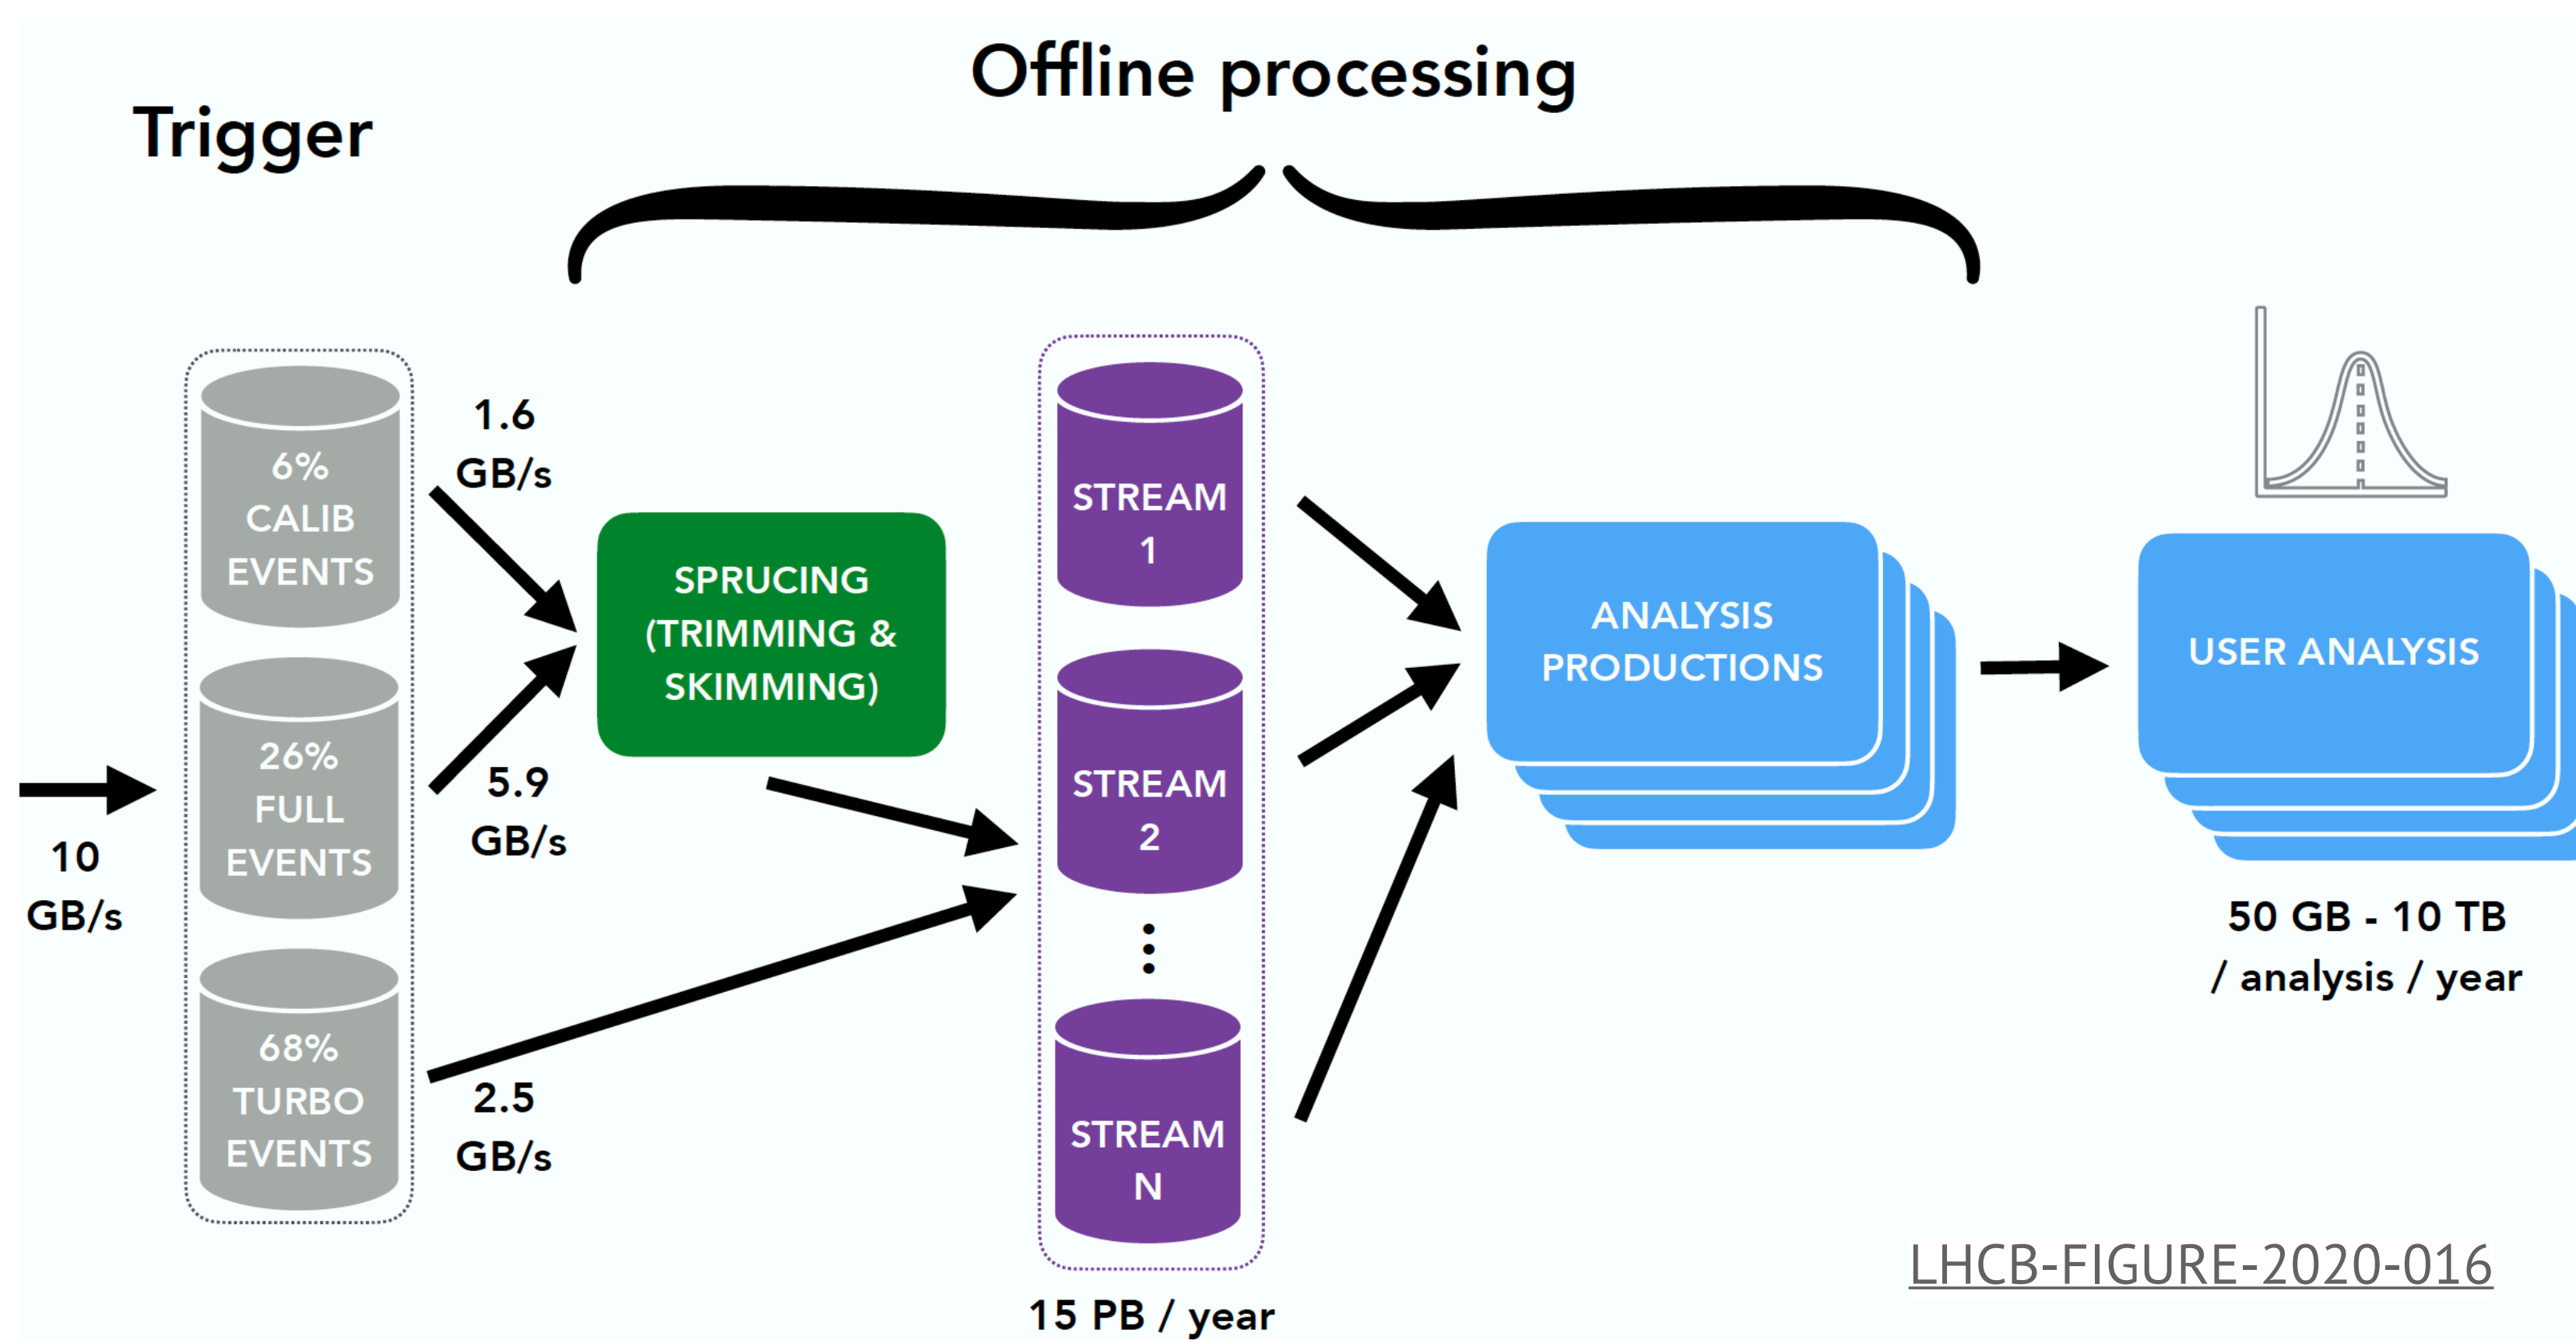 Offline processing
Trigger
10
GB/s
6%
CALIB
EVENTS
26%
FULL
EVENTS
68%
TURBO
EVENTS
1.6
GB/s
5.9
GB/s
2.5
GB/s
SPRUCING
(TRIMMING &
SKIMMING)
STREAM
1
STREAM
2
STREAM
N
15 PB / year
ANALYSIS
PRODUCTIONS
USER ANALYSIS
50 GB - 10 TB
/ analysis / year
LHCB-FIGURE-2020-016